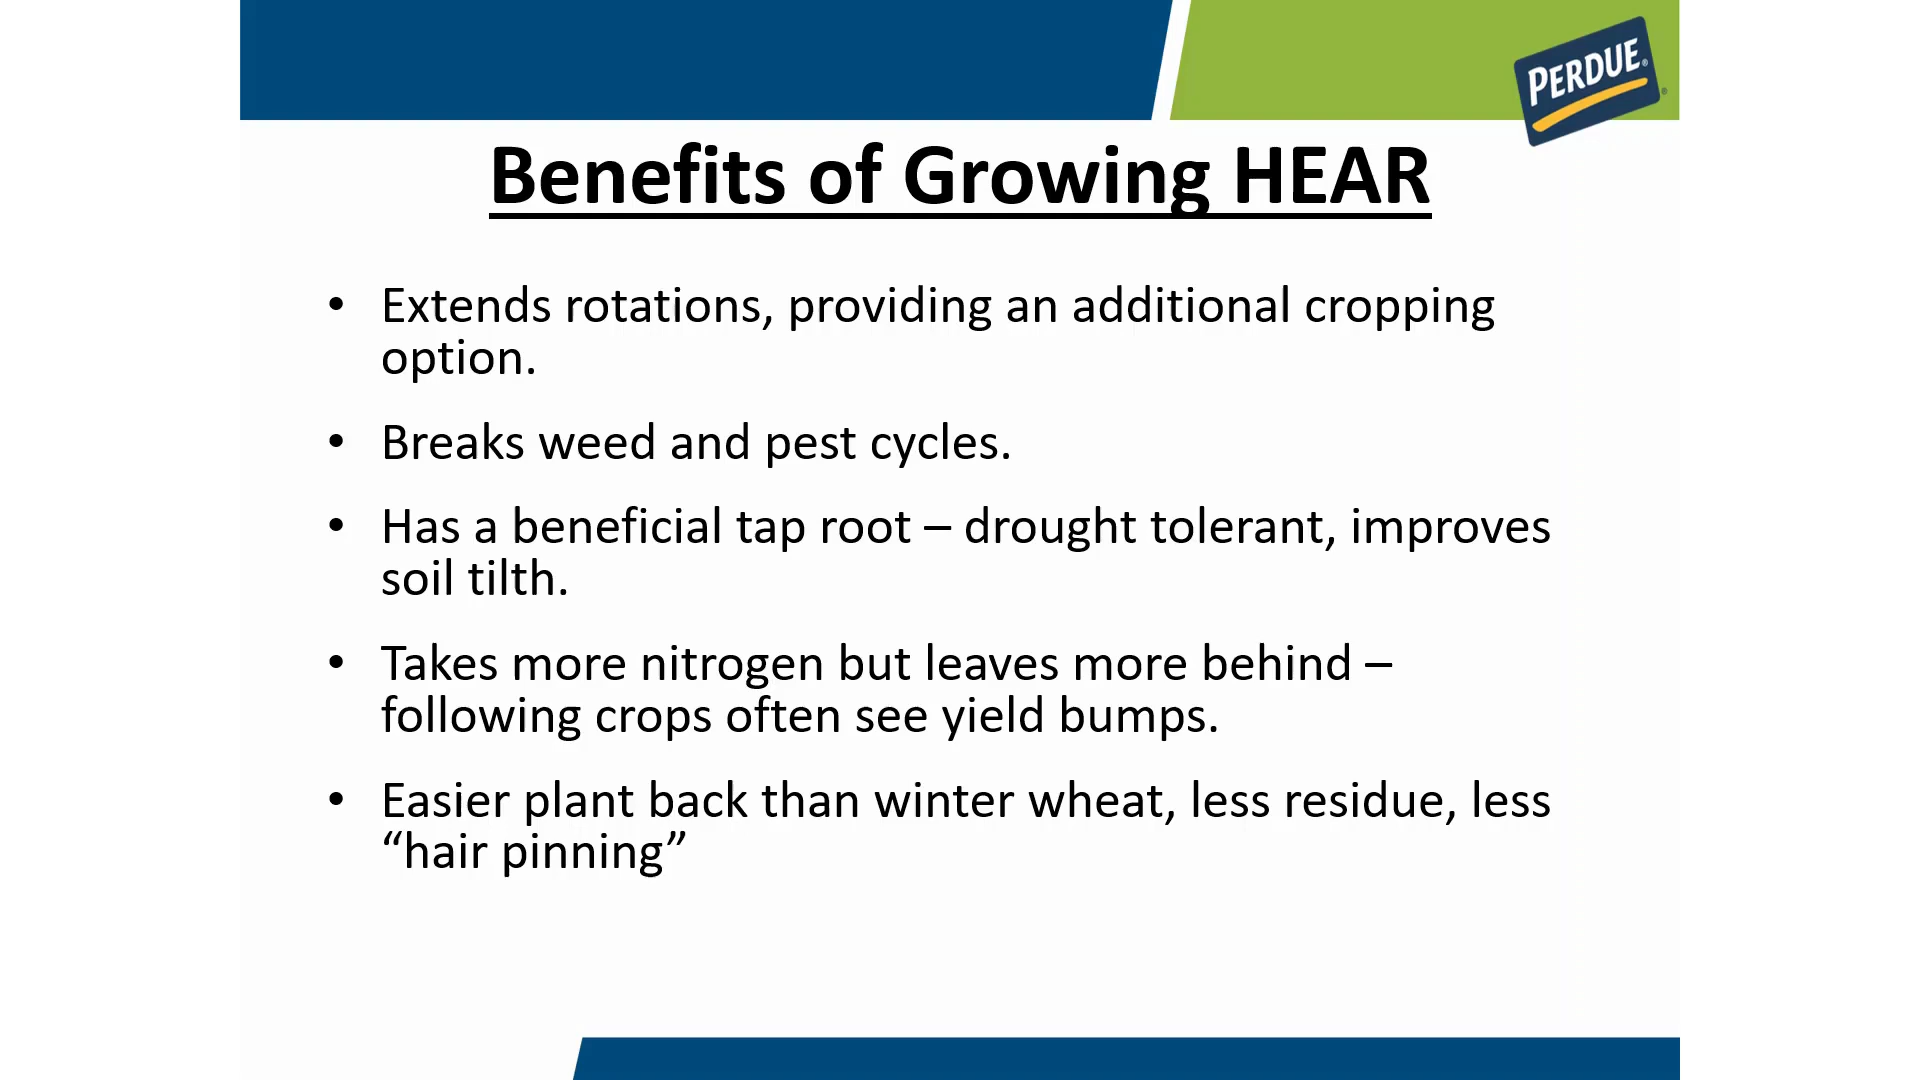 PERDUE®
Benefits of Growing HEAR
• Extends rotations, providing an additional cropping
option.
• Breaks weed and pest cycles.
• Has a beneficial tap root – drought tolerant, improves
soil tilth.
• Takes more nitrogen but leaves more behind –
following crops often see yield bumps.
• Easier plant back than winter wheat, less residue, less
“hair pinning”